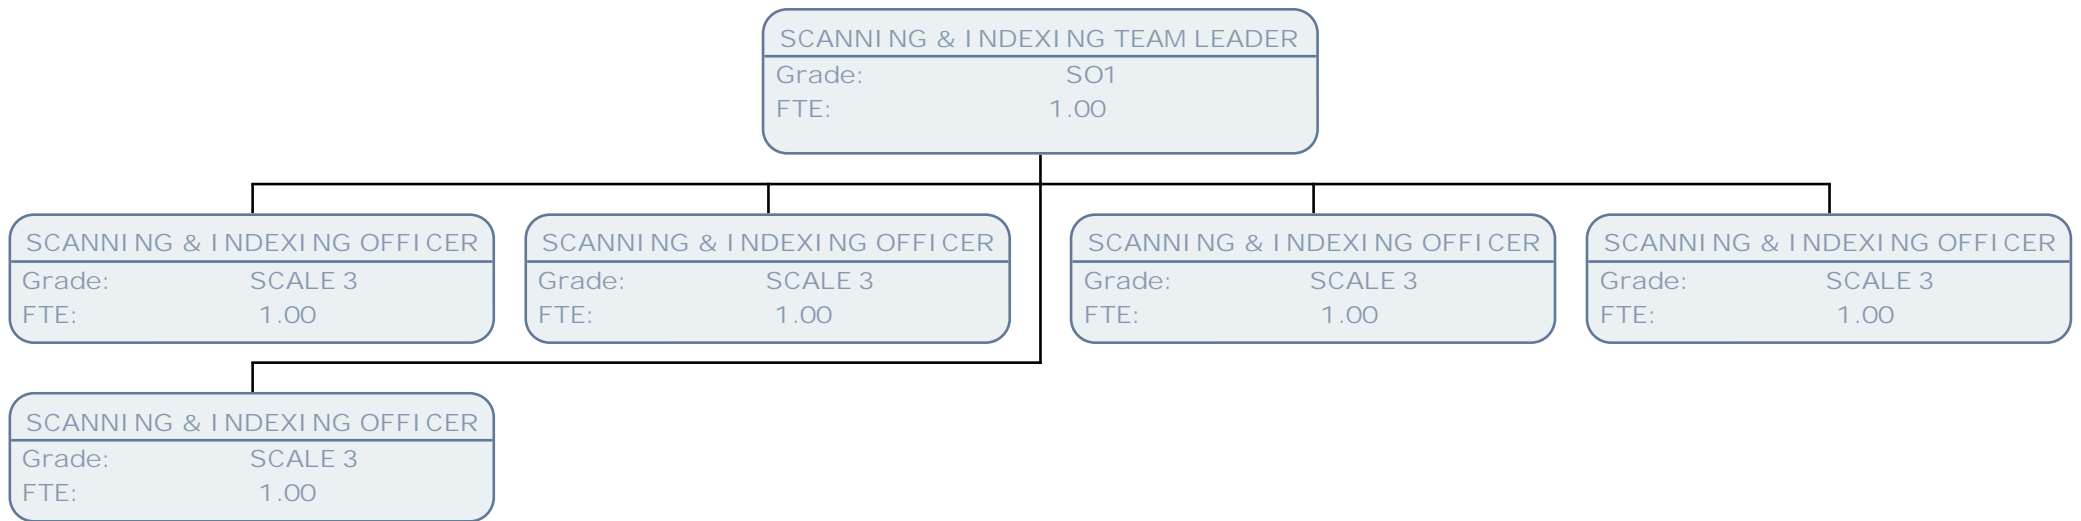 SCANNING & INDEXING TEAM LEADER
Grade: SO1
FTE: 1.00
SCANNING & INDEXING OFFICER
Grade: SCALE 3
FTE: 1.00
SCANNING & INDEXING OFFICER
Grade: SCALE 3
FTE: 1.00
SCANNING & INDEXING OFFICER
Grade: SCALE 3
FTE: 1.00
SCANNING & INDEXING OFFICER
Grade: SCALE 3
FTE: 1.00
SCANNING & INDEXING OFFICER
Grade: SCALE 3
FTE: 1.00